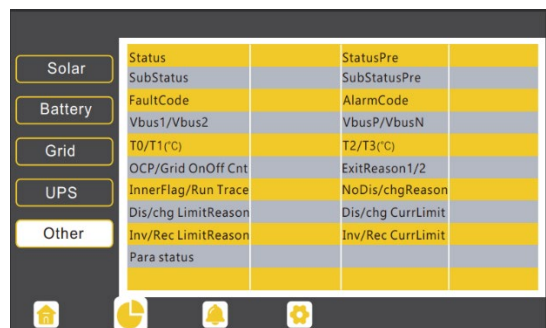 Solar
Battery
Grid
UPS
Other
Status StatusPre
SubStatus SubStatusPre
FaultCode AlarmCode
Vbus1/Vbus2 VbusP/VbusN
T0/T1(℃) T2/T3(℃)
OCP/Grid OnOff Cnt ExitReason1/2
InnerFlag/Run Trace NoDis/chgReason
Dis/chg LimitReason Dis/chg CurrLimit
Inv/Rec LimitReason Inv/Rec CurrLimit
Para status